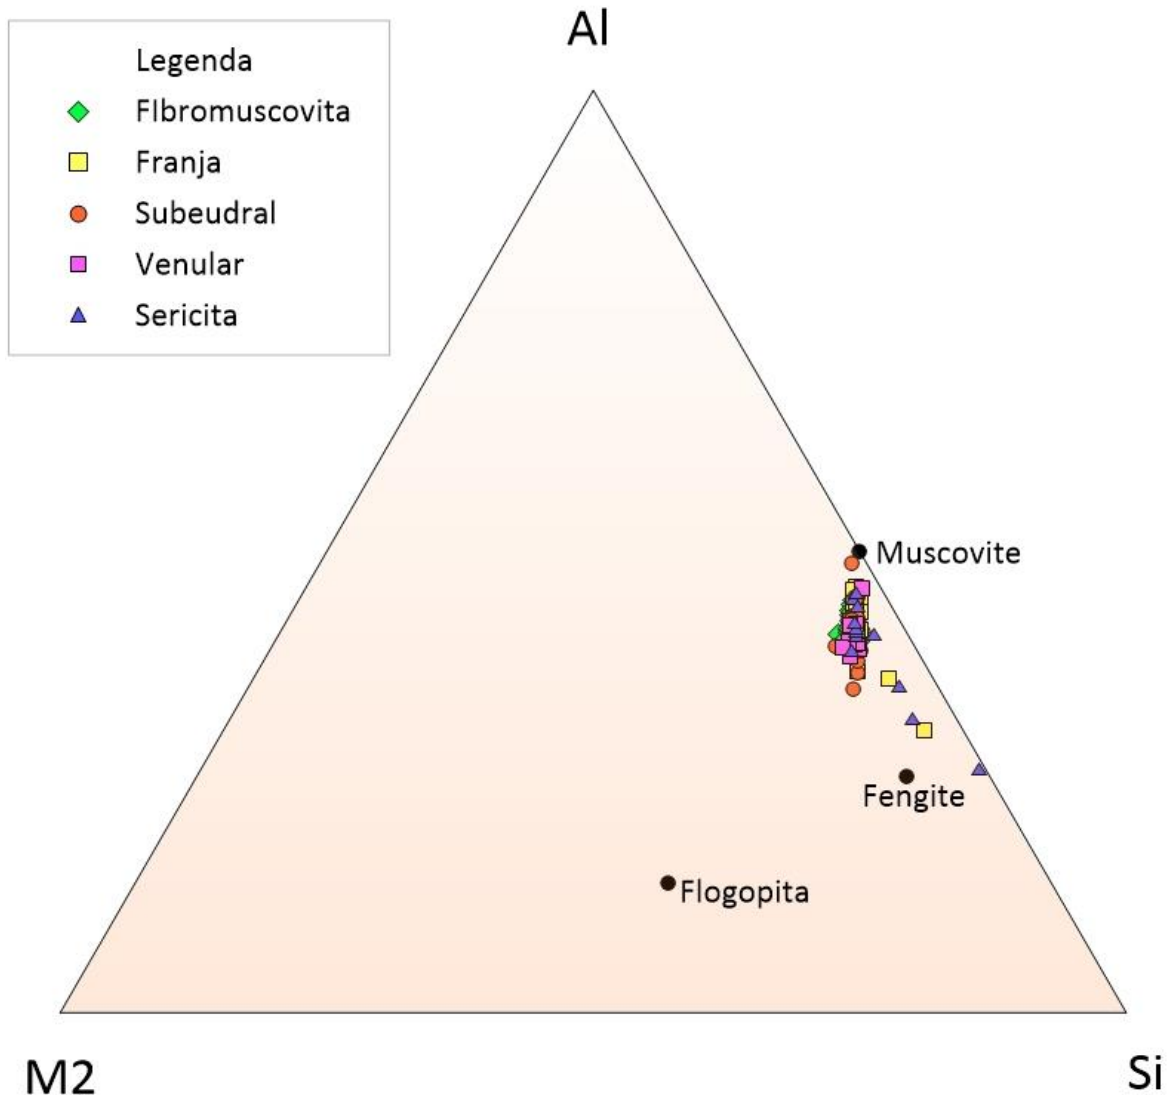 Al
Legenda
FIbromuscovita
Franja
Subeudral
Venular
Sericita
Muscovite
Fengite
Flogopita
M2
Si